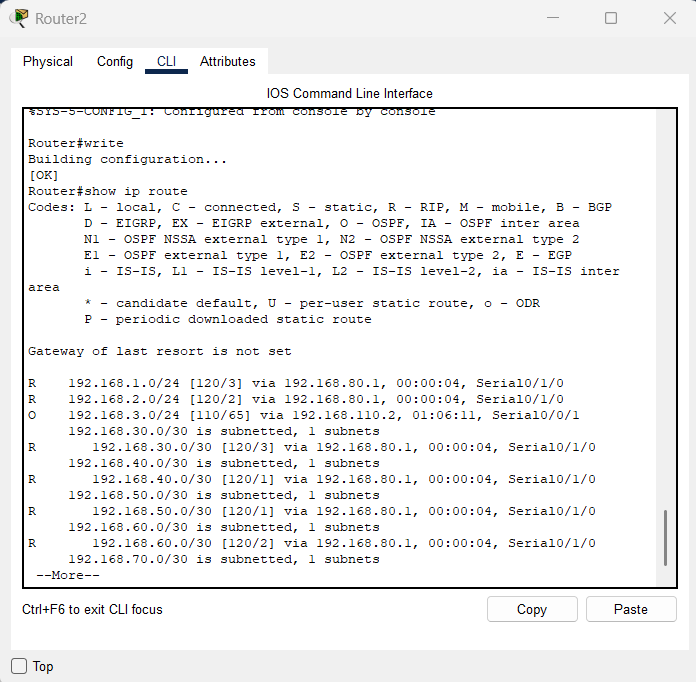 Router2
Physical Config CLI Attributes
IOS Command Line Interface
%SYS-5-CONFIG_I: Configured from console by console
Router#write
Building configuration...
[OK]
Router#show ip route
Codes: L - local, C - connected, S - static, R - RIP, M - mobile, B - BGP
D - EIGRP, EX - EIGRP external, O - OSPF, IA - OSPF inter area
N1 - OSPF NSSA external type 1, N2 - OSPF NSSA external type 2
E1 - OSPF external type 1, E2 - OSPF external type 2, E - EGP
i - IS-IS, L1 - IS-IS level-1, L2 - IS-IS level-2, ia - IS-IS inter
area
* - candidate default, U - per-user static route, o - ODR
P - periodic downloaded static route
Gateway of last resort is not set
R 192.168.1.0/24 [120/3] via 192.168.80.1, 00:00:04, Serial0/1/0
R 192.168.2.0/24 [120/2] via 192.168.80.1, 00:00:04, Serial0/1/0
O 192.168.3.0/24 [110/65] via 192.168.110.2, 01:06:11, Serial0/0/1
192.168.30.0/30 is subnetted, 1 subnets
R 192.168.30.0/30 [120/3] via 192.168.80.1, 00:00:04, Serial0/1/0
192.168.40.0/30 is subnetted, 1 subnets
R 192.168.40.0/30 [120/1] via 192.168.80.1, 00:00:04, Serial0/1/0
192.168.50.0/30 is subnetted, 1 subnets
R 192.168.50.0/30 [120/1] via 192.168.80.1, 00:00:04, Serial0/1/0
192.168.60.0/30 is subnetted, 1 subnets
R 192.168.60.0/30 [120/2] via 192.168.80.1, 00:00:04, Serial0/1/0
192.168.70.0/30 is subnetted, 1 subnets
--More--
Ctrl+F6 to exit CLI focus Copy Paste
Top